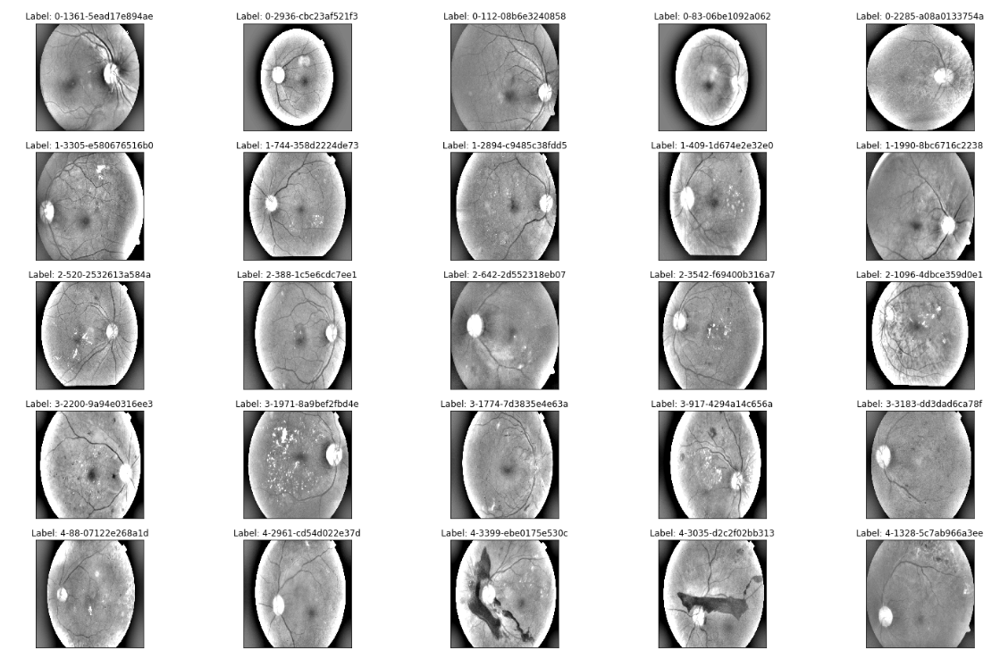 Label: 0-1361-5ead17e894ae
Label: 0-2936-cbc23af521f3
Label: 0-112-08b6e3240858
Label: 0-83-06be1092a062
Label: 0-2285-a08a0133754a
Label: 1-3305-e580676516b0
Label: 1-744-358d2224de73
Label: 1-2894-c9485c38fdd5
Label: 1-409-1d674e2e32e0
Label: 1-1990-8bc6716c2238
Label: 2-520-2532613a584a
Label: 2-388-1c5e6cdc7ee1
Label: 2-642-2d552318eb07
Label: 2-3542-f69400b316a7
Label: 2-1096-4dbce359d0e1
Label: 3-2200-9a94e0316ee3
Label: 3-1971-8a9bef2fbd4e
Label: 3-1774-7d3835e4e63a
Label: 3-917-4294a14c656a
Label: 3-3183-dd3dad6ca78f
Label: 4-88-07122e268a1d
Label: 4-2961-cd54d022e37d
Label: 4-3399-ebe0175e530c
Label: 4-3035-d2c2f02bb313
Label: 4-1328-5c7ab966a3ee